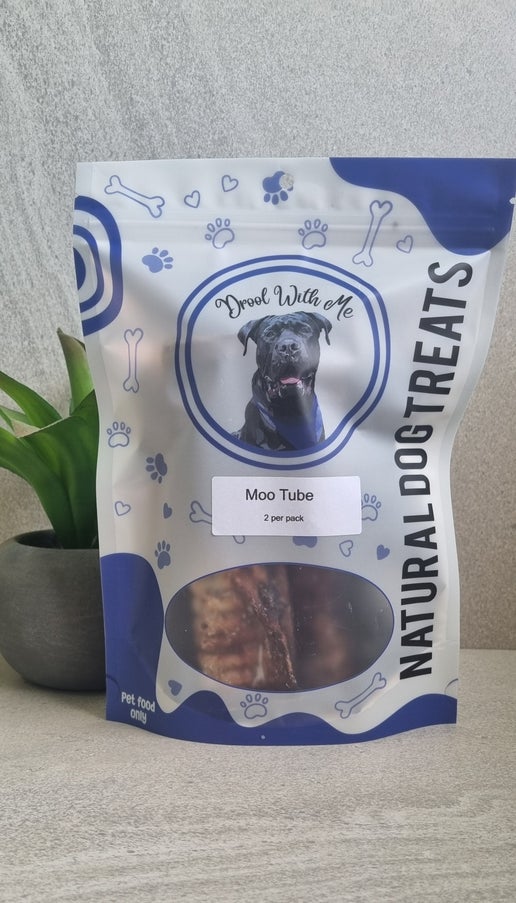 Drool With Me
NATURAL DOG TREATS
Moo Tube
2 per pack
Pet food
only